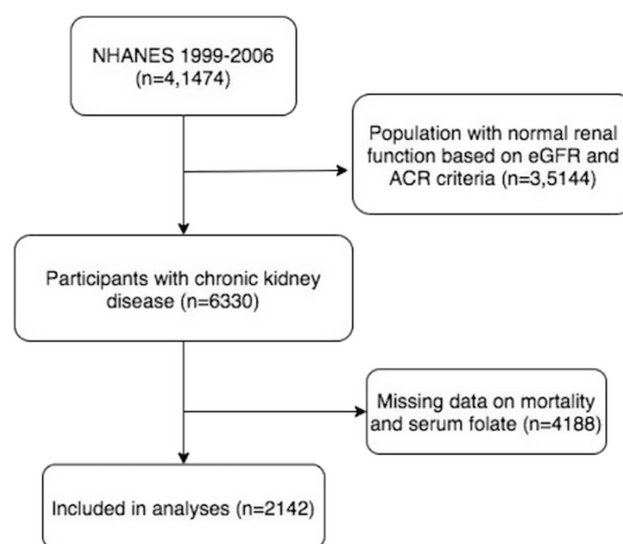 NHANES 1999-2006
(n=4,1474)
Population with normal renal
function based on eGFR and
ACR criteria (n=3,5144)
Participants with chronic kidney
disease (n=6330)
Missing data on mortality
and serum folate (n=4188)
Included in analyses (n=2142)